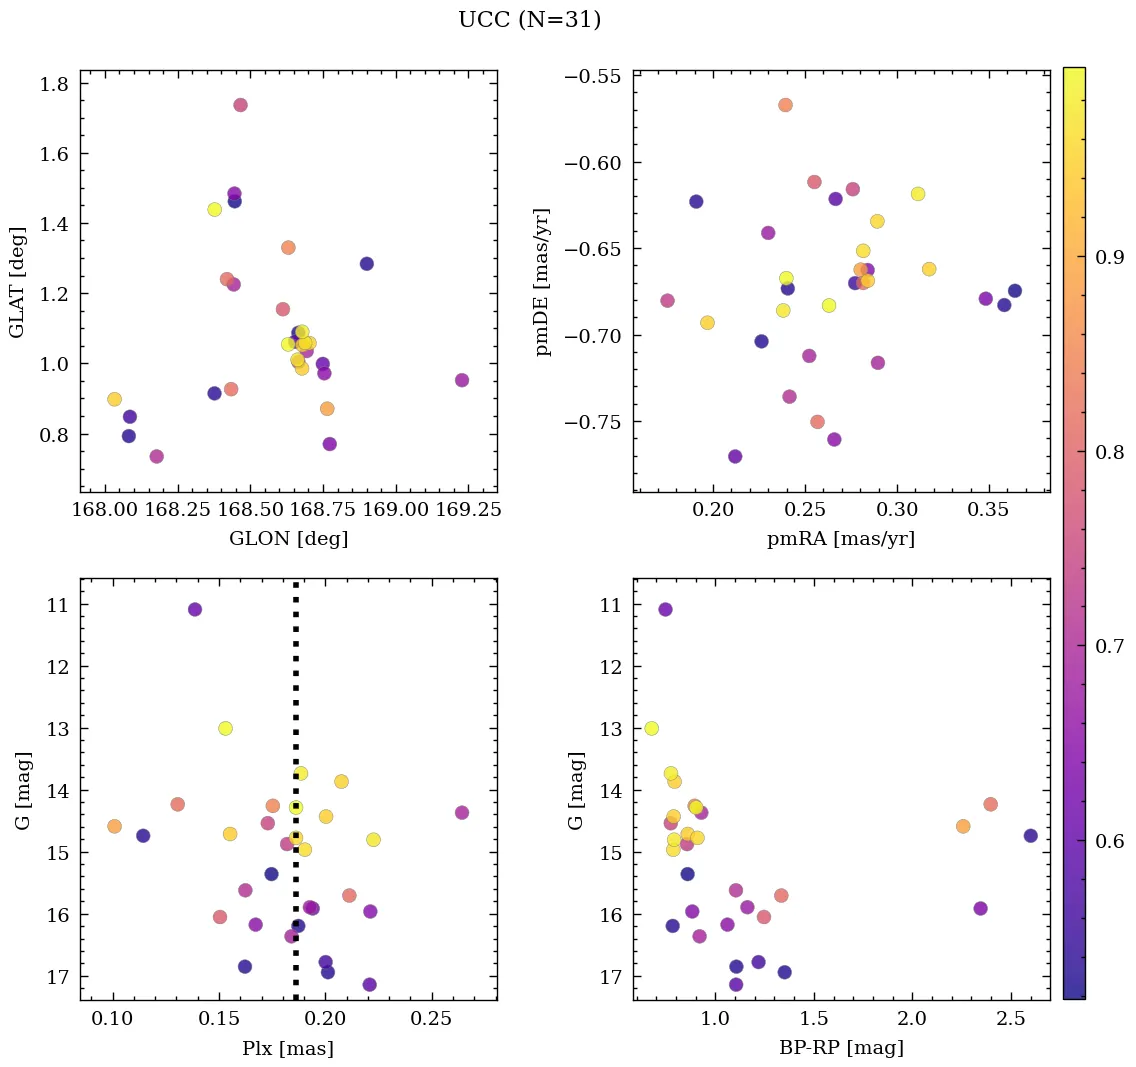 UCC (N=31)
1.8
1.6
1.4
1.2
1.0
0.8
GLAT [deg]
168.00 168.25 168.50 168.75 169.00 169.25
GLON [deg]
−0.55
−0.60
−0.65
−0.70
−0.75
pmDE [mas/yr]
0.20 0.25 0.30 0.35
pmRA [mas/yr]
11
12
13
14
15
16
17
G [mag]
0.10 0.15 0.20 0.25
Plx [mas]
11
12
13
14
15
16
17
G [mag]
1.0 1.5 2.0 2.5
BP-RP [mag]
0.9
0.8
0.7
0.6